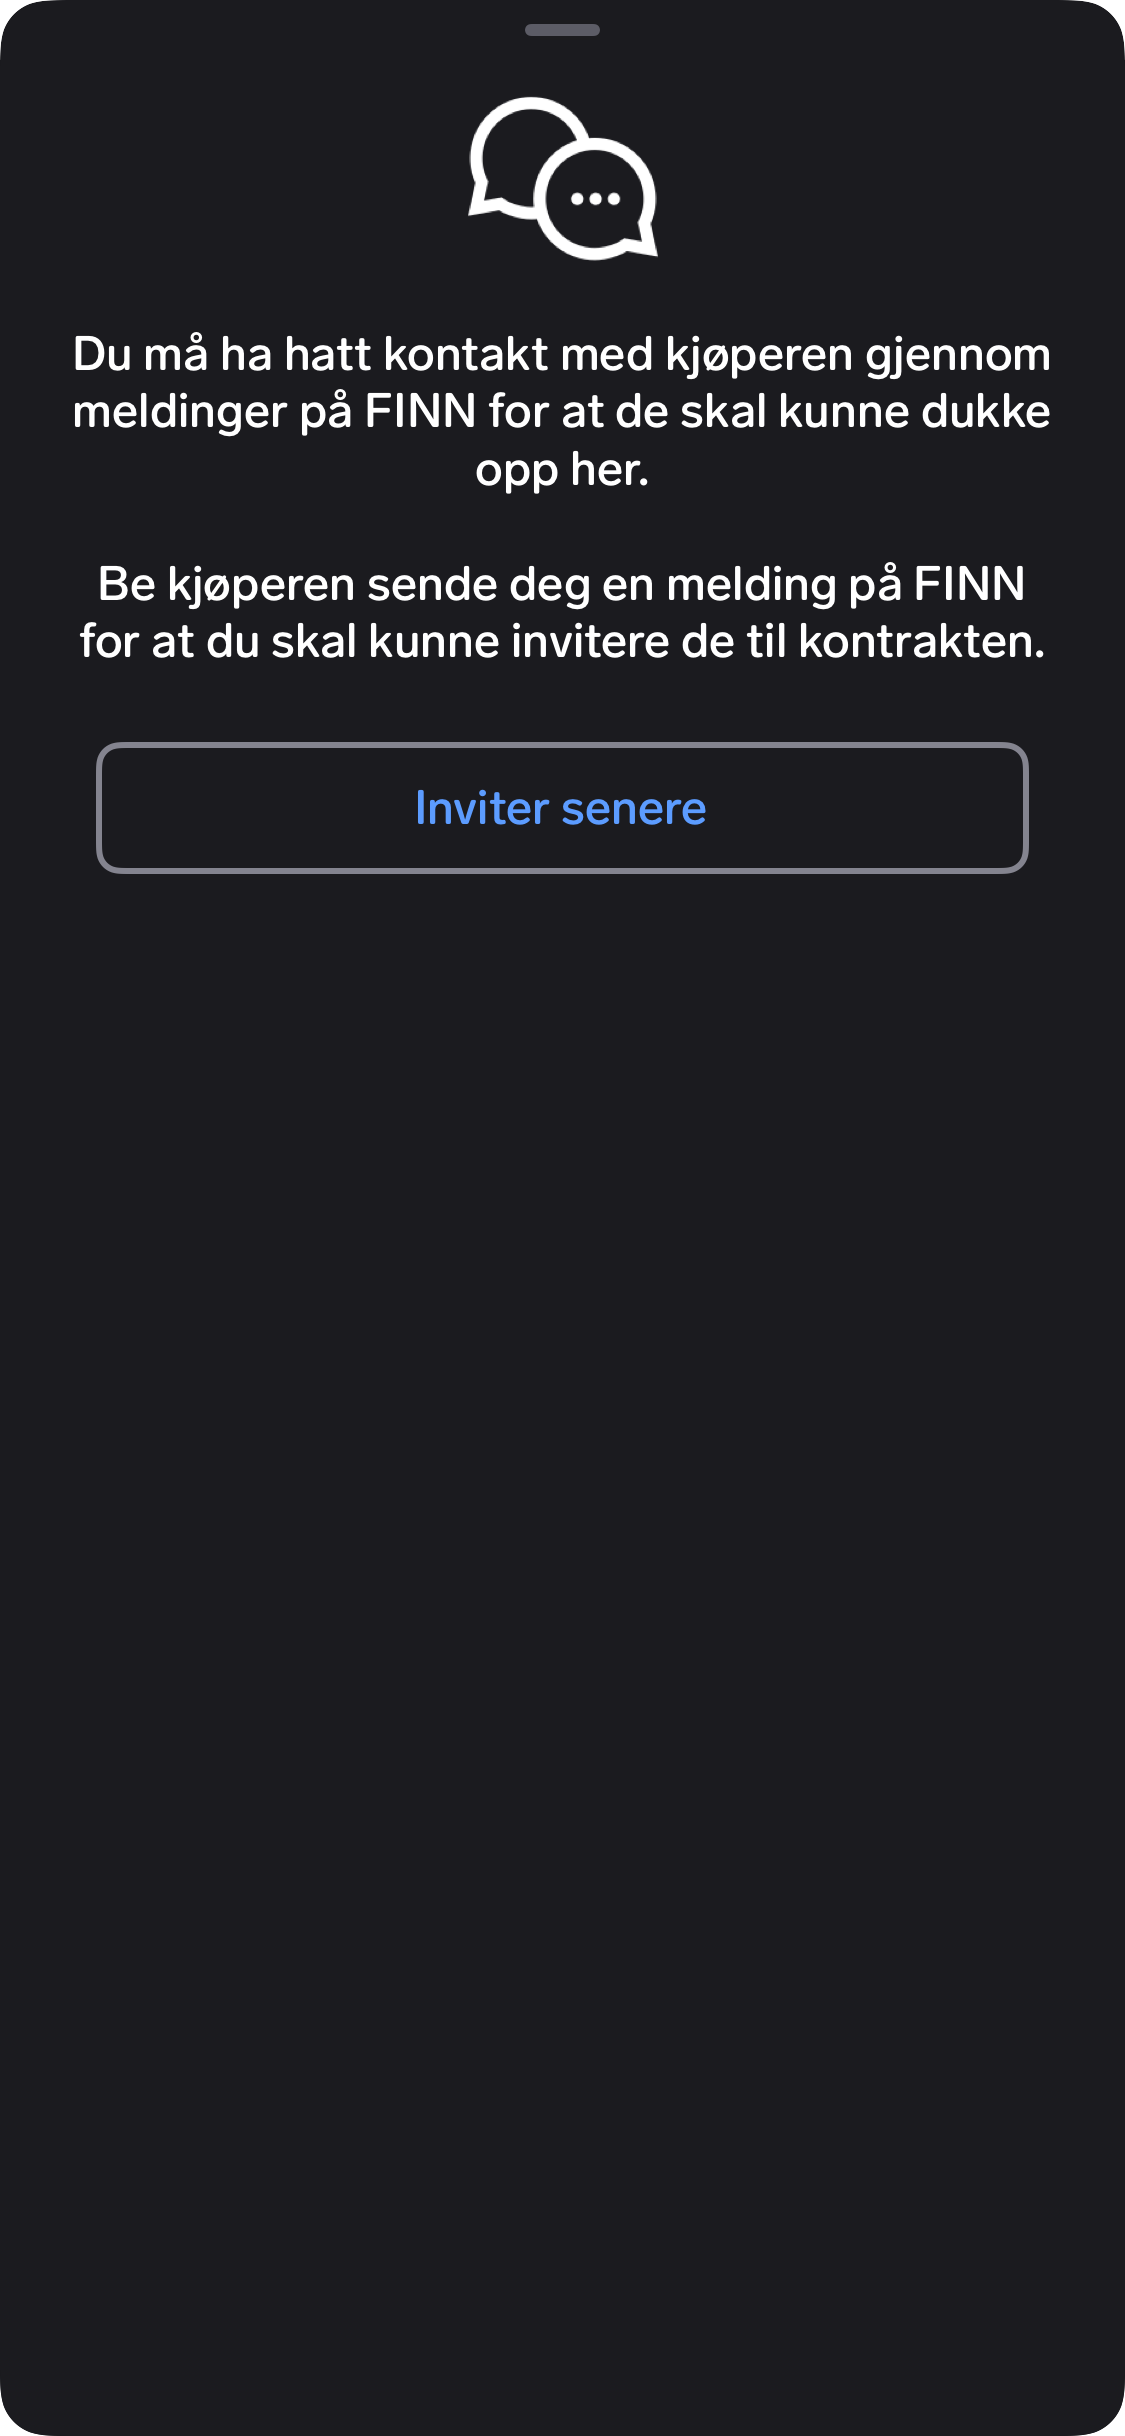 Du må ha hatt kontakt med kjøperen gjennom
meldinger på FINN for at de skal kunne dukke
opp her.
Be kjøperen sende deg en melding på FINN
for at du skal kunne invitere de til kontrakten.
Inviter senere